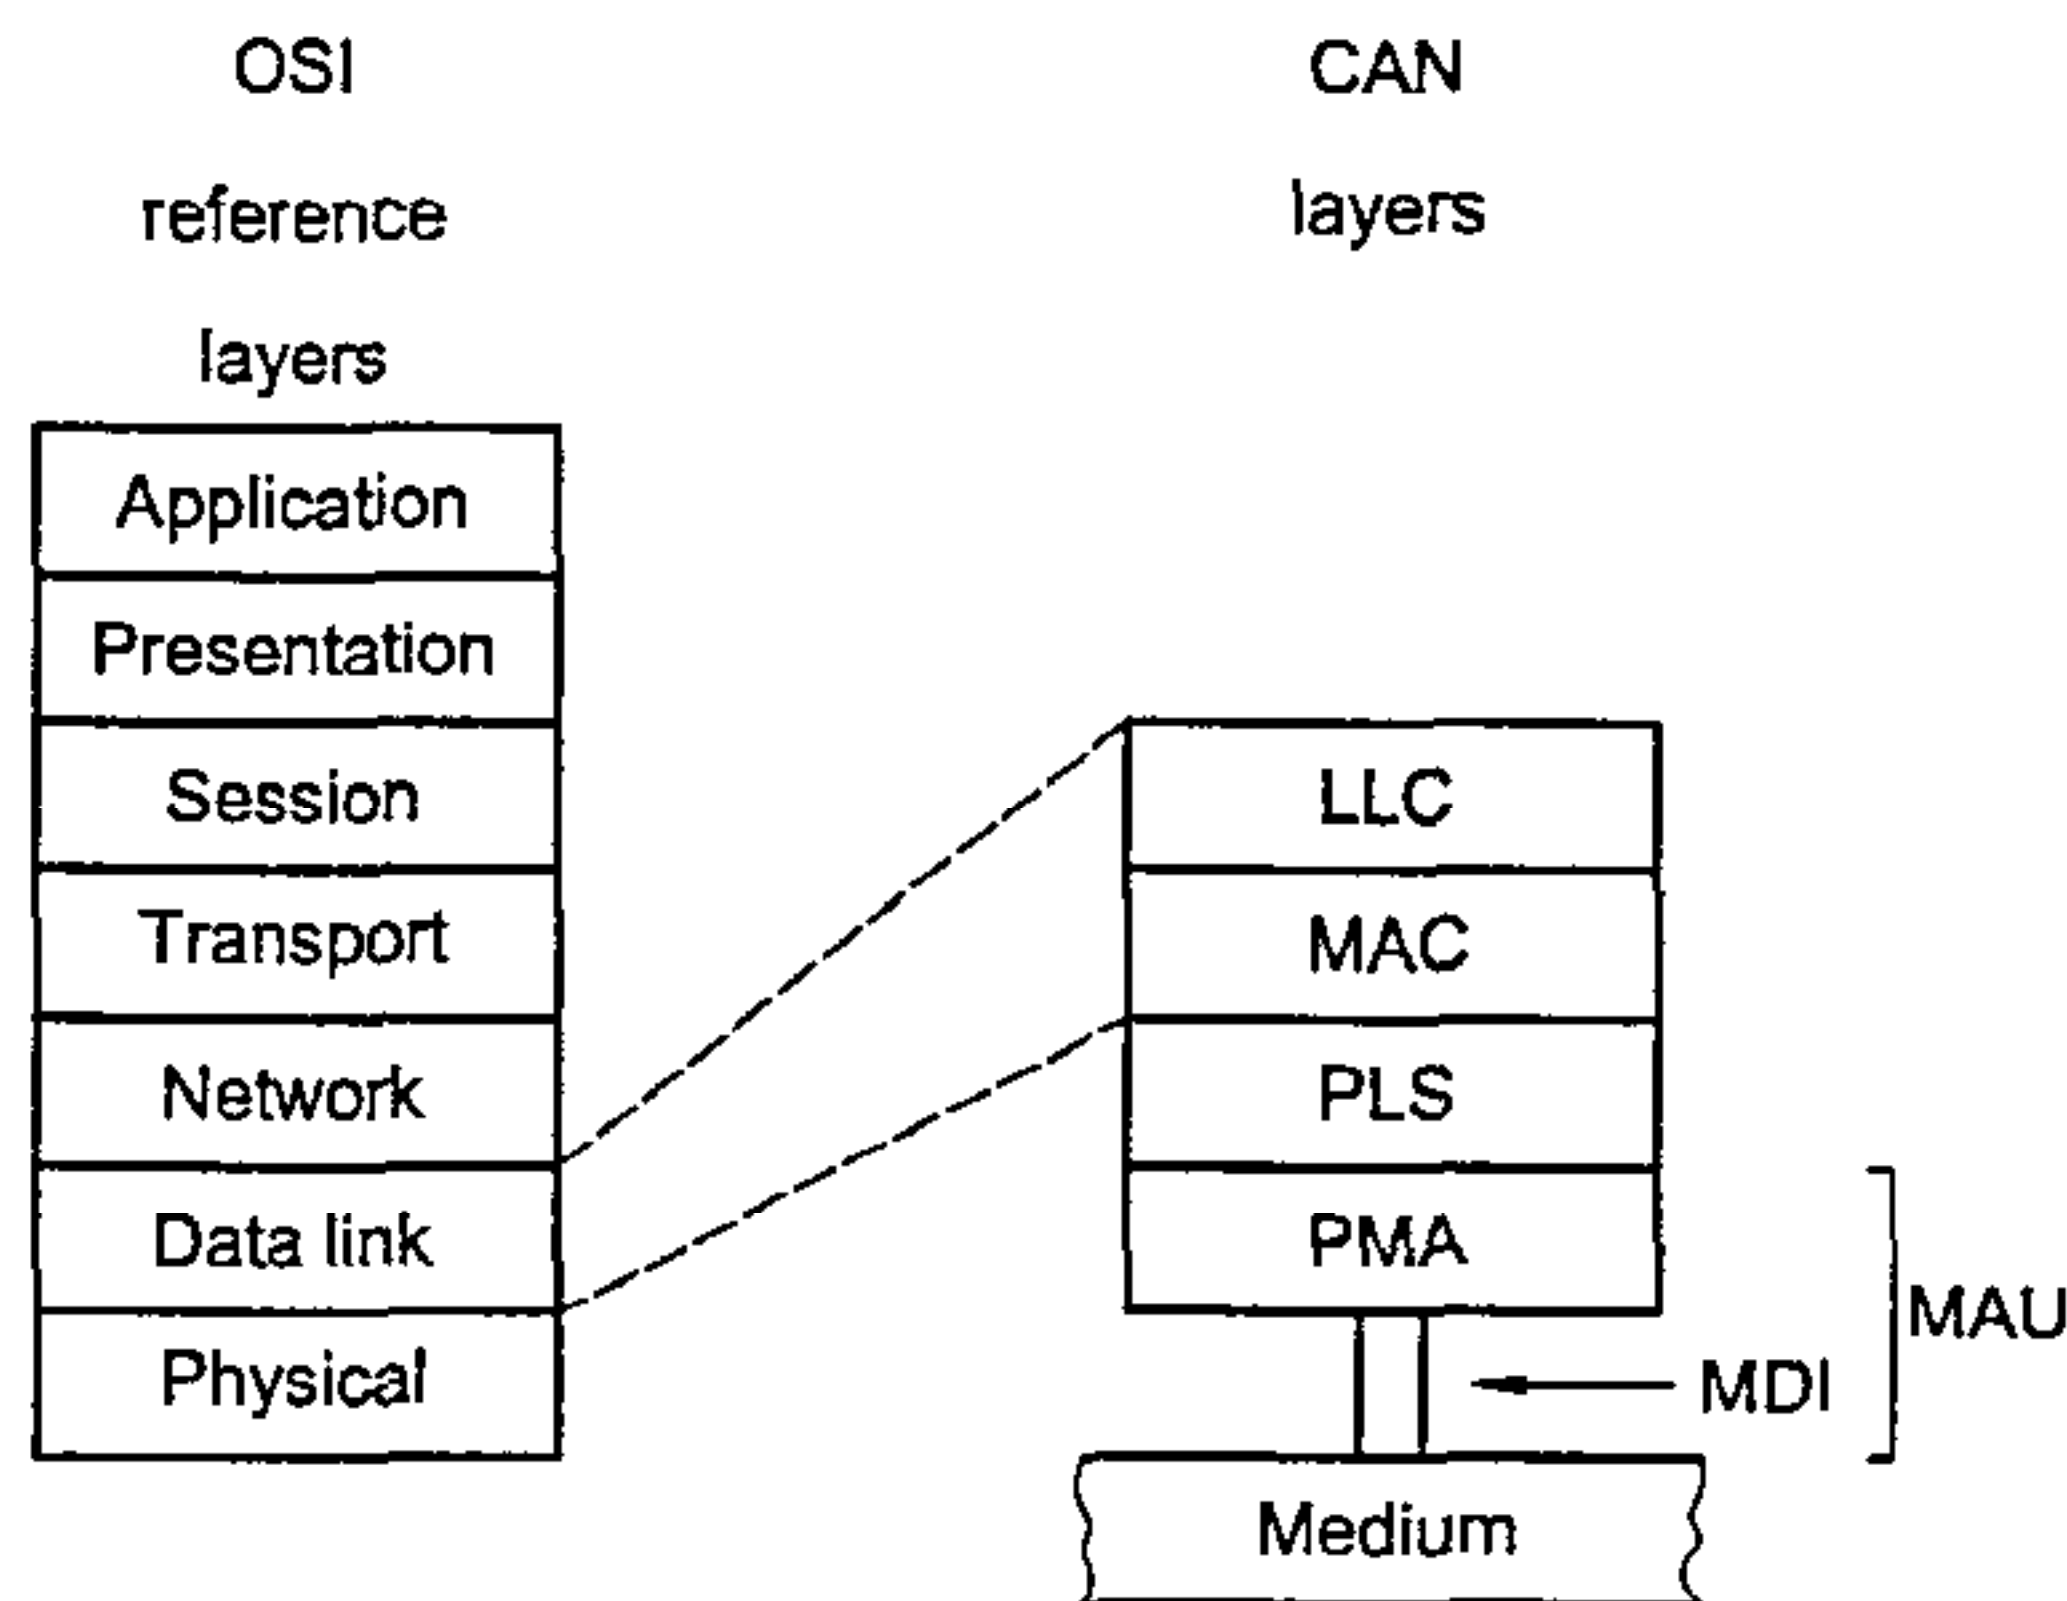 OSI
reference
layers
Application
Presentation
Session
Transport
Network
Data link
Physical
CAN
layers
LLC
MAC
PLS
PMA
MDI
MAU
Medium